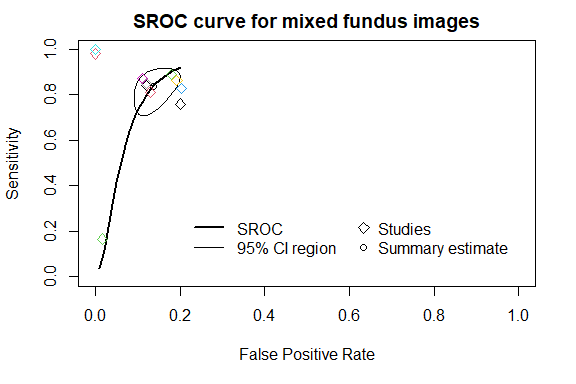 SROC curve for mixed fundus images
Sensitivity
1.0
0.8
0.6
0.4
0.2
0.0
SROC
95% CI region
Studies
Summary estimate
0.0 0.2 0.4 0.6 0.8 1.0
False Positive Rate